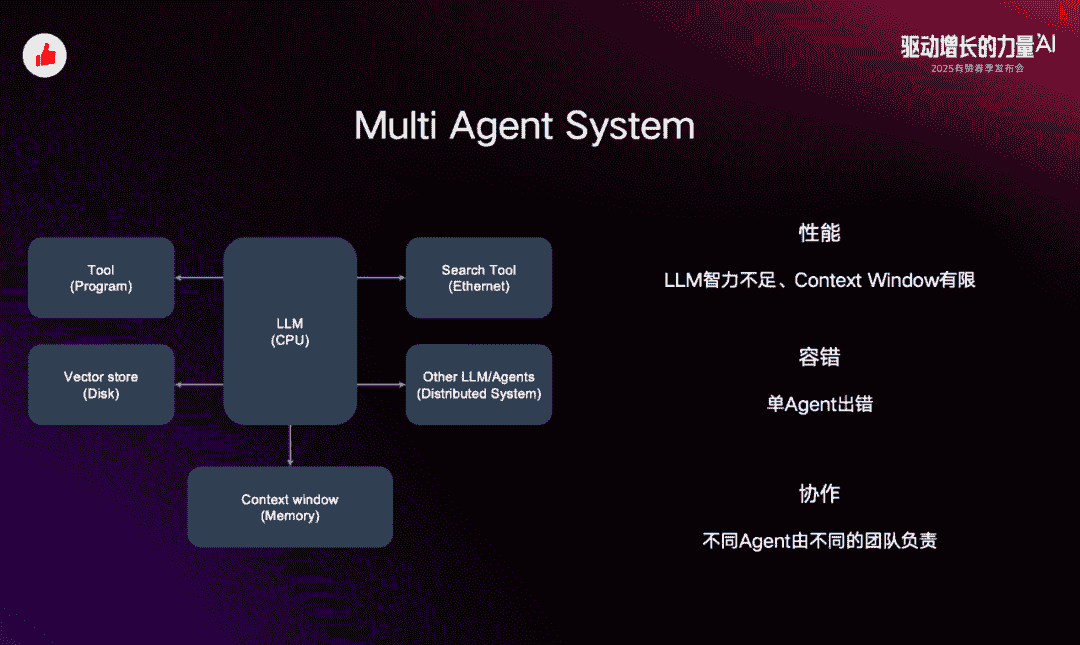 驱动增长的力量AI
2025有赞春季发布会
Multi Agent System
Tool
(Program)
Vector store
(Disk)
LLM
(CPU)
Search Tool
(Ethernet)
Other LLM/Agents
(Distributed System)
Context window
(Memory)
性能
LLM智力不足、Context Window有限
容错
单Agent出错
协作
不同Agent由不同的团队负责